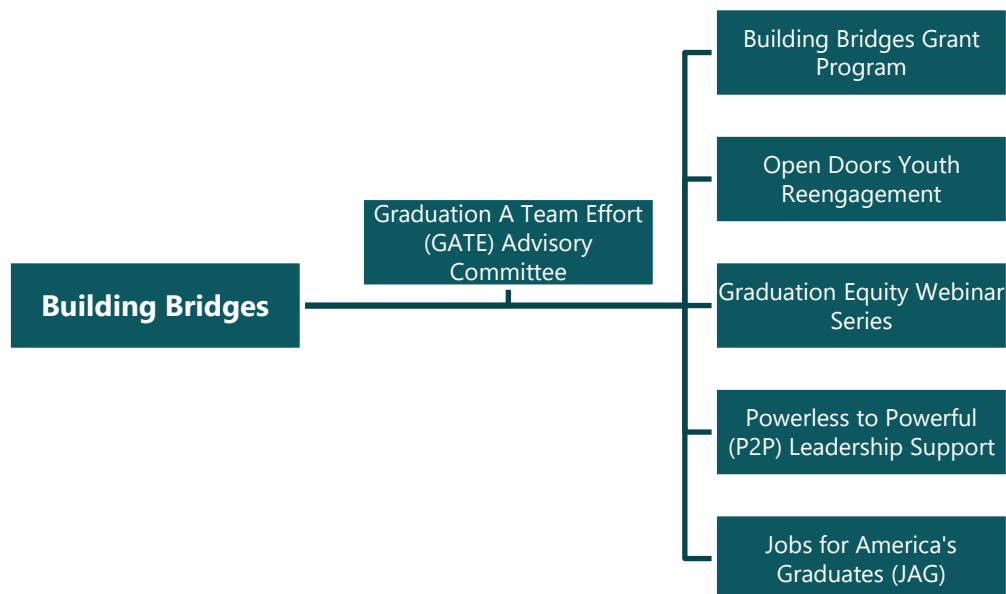 Building Bridges
Graduation A Team Effort
(GATE) Advisory
Committee
Building Bridges Grant
Program
Open Doors Youth
Reengagement
Graduation Equity Webinar
Series
Powerless to Powerful
(P2P) Leadership Support
Jobs for America's
Graduates (JAG)